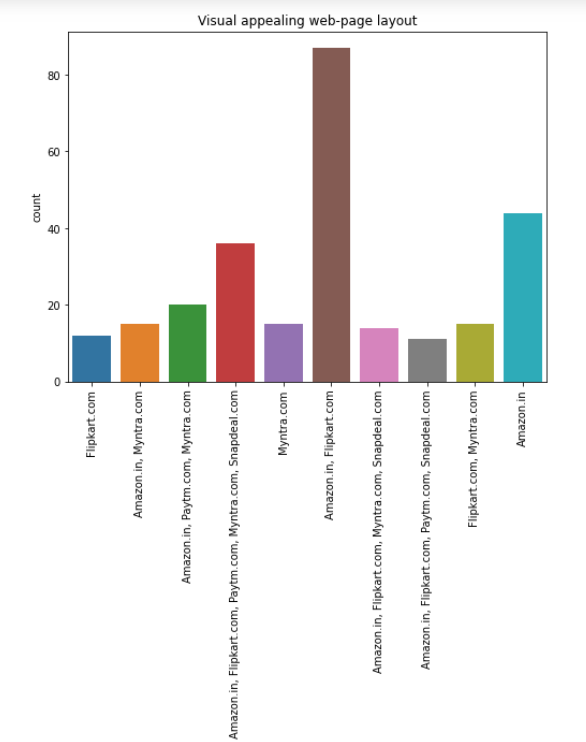 Visual appealing web-page layout
80
60
40
20
0
count
Flipkart.com
Amazon.in, Myntra.com
Amazon.in, Paytm.com, Myntra.com
Amazon.in, Flipkart.com, Paytm.com, Myntra.com, Snapdeal.com
Myntra.com
Amazon.in, Flipkart.com
Amazon.in, Flipkart.com, Myntra.com, Snapdeal.com
Amazon.in, Flipkart.com, Paytm.com, Snapdeal.com
Flipkart.com, Myntra.com
Amazon.in